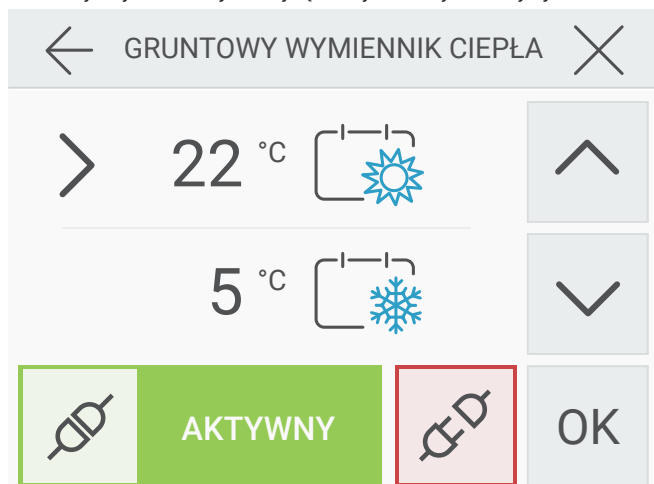 GRUNTOWY WYMIENNIK CIEPŁA
22 °C
5 °C
AKTYWNY
OK